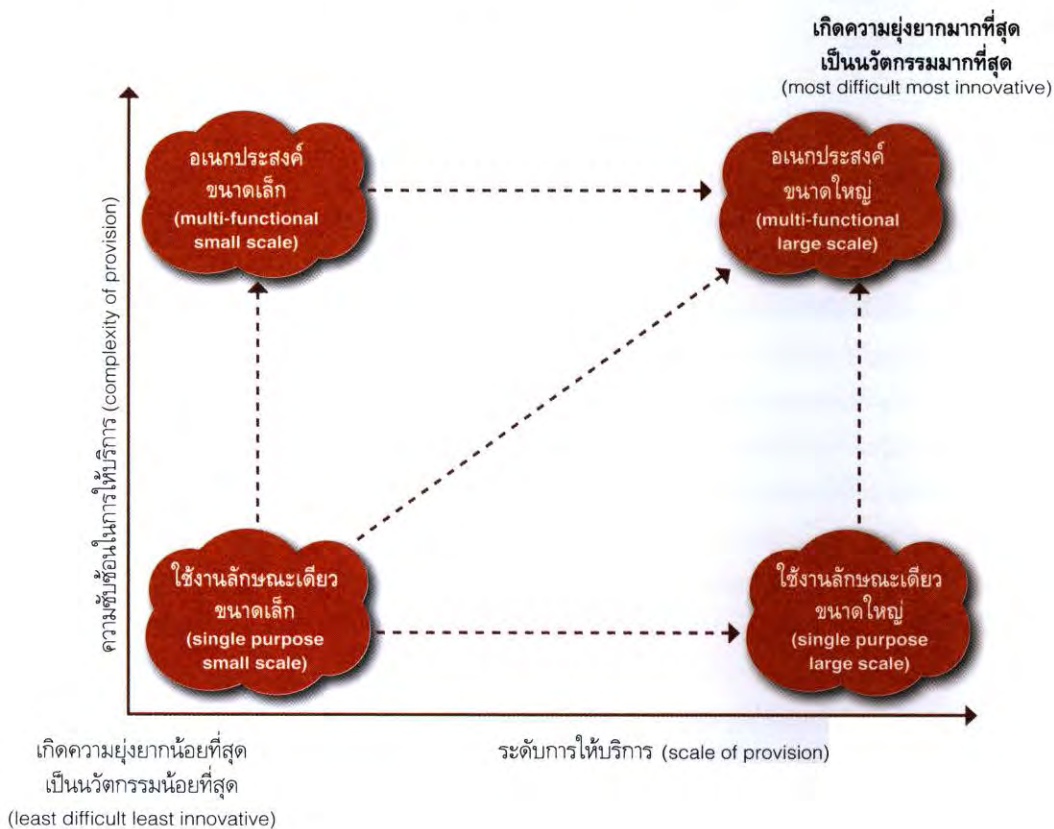 เกิดความยุ่งยากมากที่สุด
เป็นนวัตกรรมมากที่สุด
(most difficult most innovative)
อเนกประสงค์
ขนาดเล็ก
(multi-functional
small scale)
อเนกประสงค์
ขนาดใหญ่
(multi-functional
large scale)
ความซับซ้อนในการให้บริการ (complexity of provision)
ใช้งานลักษณะเดียว
ขนาดเล็ก
(single purpose
small scale)
ใช้งานลักษณะเดียว
ขนาดใหญ่
(single purpose
large scale)
เกิดความยุ่งยากน้อยที่สุด
เป็นนวัตกรรมน้อยที่สุด
(least difficult least innovative)
ระดับการให้บริการ (scale of provision)